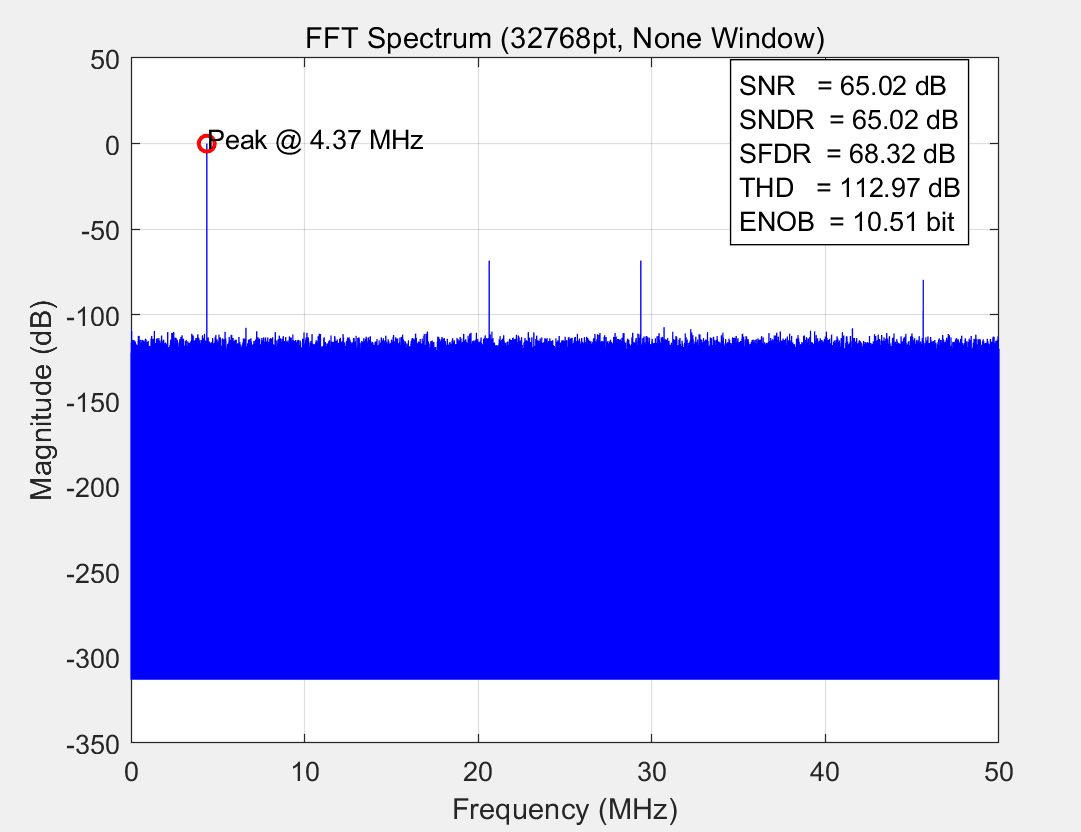 FFT Spectrum (32768pt, None Window)
SNR = 65.02 dB
SNDR = 65.02 dB
SFDR = 68.32 dB
THD = 112.97 dB
ENOB = 10.51 bit
Peak @ 4.37 MHz
Magnitude (dB)
50
0
-50
-100
-150
-200
-250
-300
-350
0 10 20 30 40 50
Frequency (MHz)